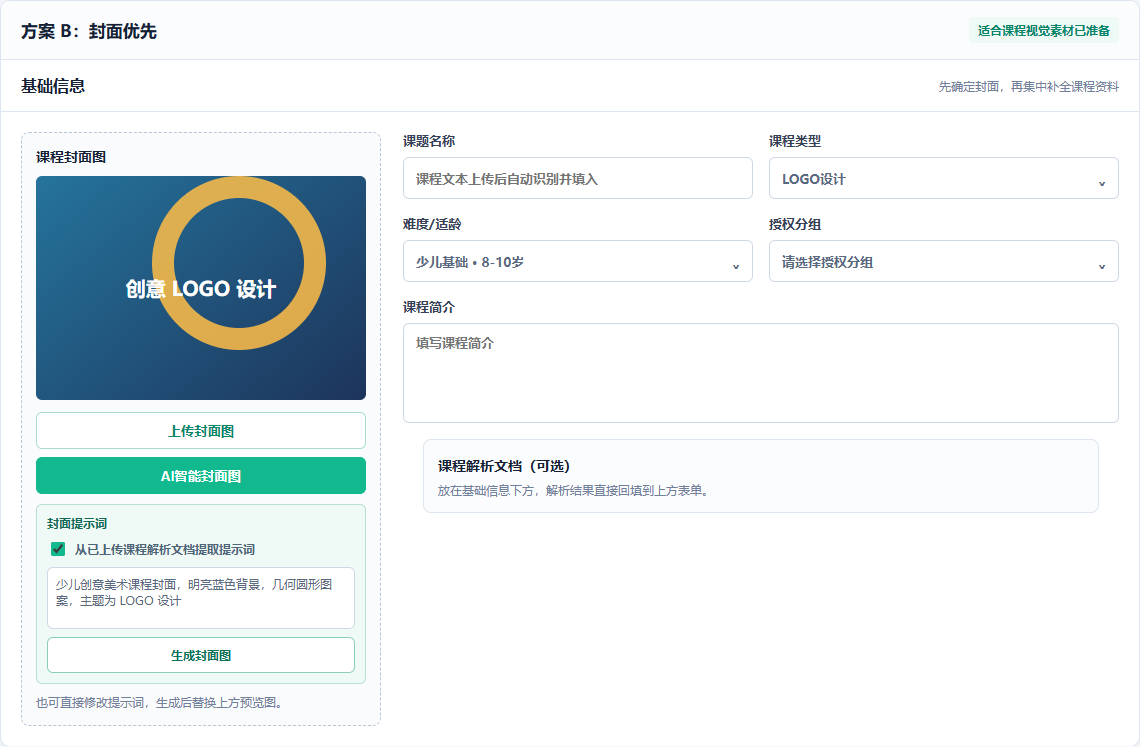 方案 B：封面优先
适合课程视觉素材已准备
基础信息
先确定封面，再集中补全课程资料
课程封面图
创意 LOGO 设计
上传封面图
AI智能封面图
封面提示词
从已上传课程解析文档提取提示词
少儿创意美术课程封面，明亮蓝色背景，几何圆形图
案，主题为 LOGO 设计
生成封面图
也可直接修改提示词，生成后替换上方预览图。
课题名称
课程文本上传后自动识别并填入
课程类型
LOGO设计
难度/适龄
少儿基础 • 8-10岁
授权分组
请选择授权分组
课程简介
填写课程简介
课程解析文档（可选）
放在基础信息下方，解析结果直接回填到上方表单。